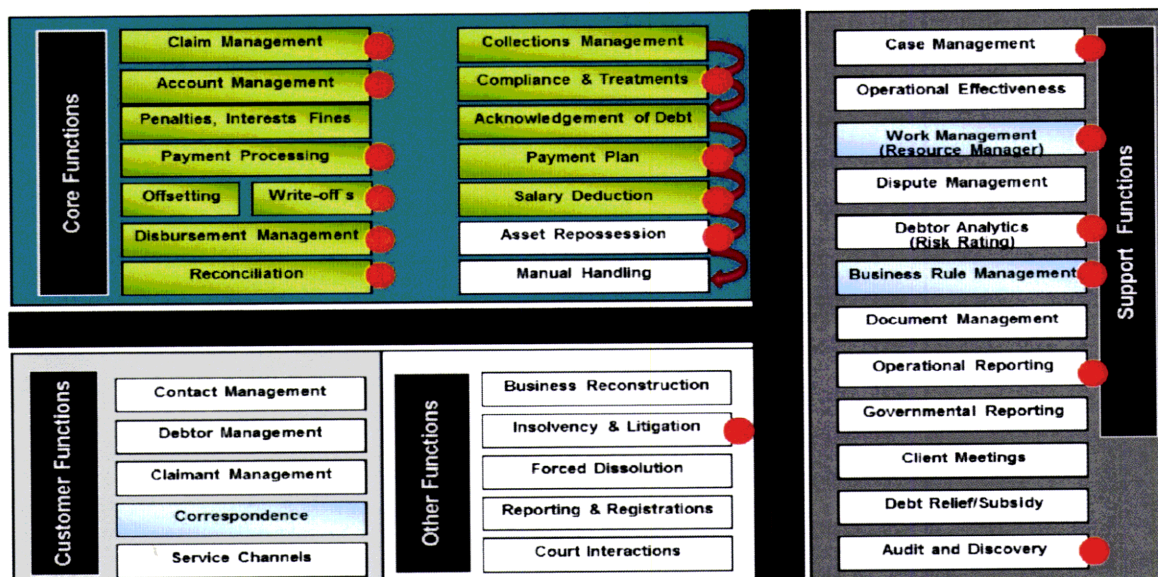 Core Functions
Claim Management
Account Management
Penalties, Interests Fines
Payment Processing
Offsetting
Write-off s
Disbursement Management
Reconciliation
Collections Management
Compliance & Treatments
Acknowledgement of Debt
Payment Plan
Salary Deduction
Asset Repossession
Manual Handling
Customer Functions
Contact Management
Debtor Management
Claimant Management
Correspondence
Service Channels
Other Functions
Business Reconstruction
Insolvency & Litigation
Forced Dissolution
Reporting & Registrations
Court Interactions
Case Management
Operational Effectiveness
Work Management
(Resource Manager)
Dispute Management
Debtor Analytics
(Risk Rating)
Business Rule Management
Document Management
Operational Reporting
Governmental Reporting
Client Meetings
Debt Relief/Subsidy
Audit and Discovery
Support Functions